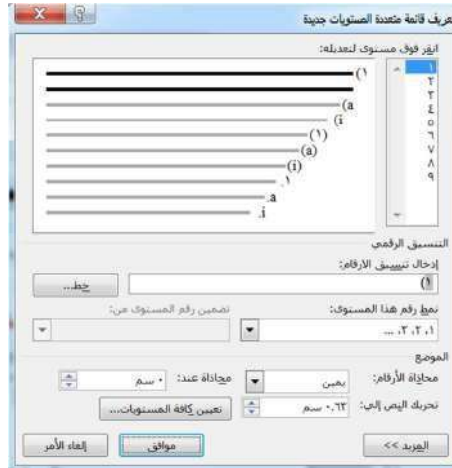 تعريف قائمة متعددة المستويات جديدة
انقر فوق مستوى لتعديله:
١
٢
٣
٤
٥
٦
٧
٨
٩
١)
a)
i)
(١)
(a)
(i)
١.
a.
i.
التنسيق الرقمي
إدخال تنسيق الأرقام:
١)
خط...
نمط رقم هذا المستوى:
تضمين رقم المستوى من:
١، ٢، ٣، ...
الموضع
محاذاة الأرقام:
يمين
محاذاة عند:
٠ سم
تحريك النص إلى:
٠.٦٣ سم
تعيين كافة المستويات...
المزيد >>
موافق
إلغاء الأمر